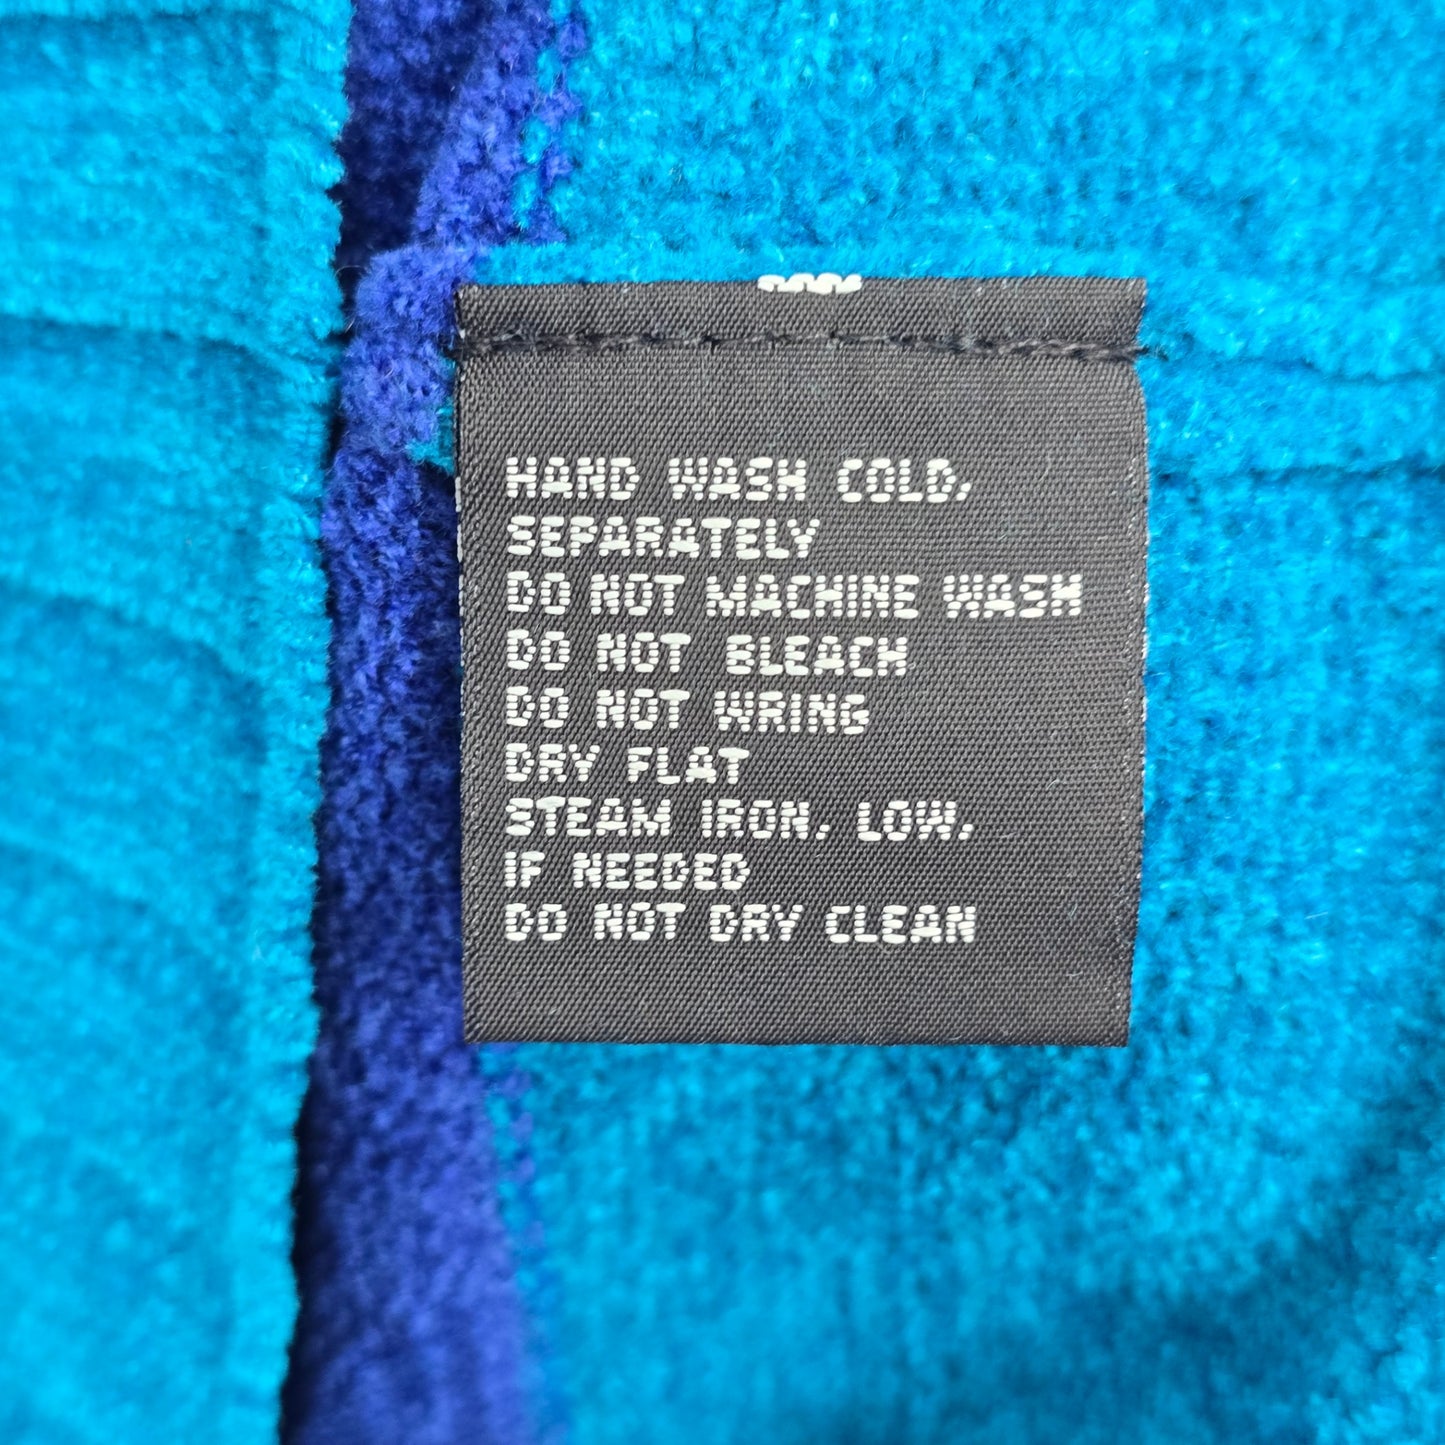 HAND WASH COLD,
SEPARATELY
DO NOT MACHINE WASH
DO NOT BLEACH
DO NOT WRING
DRY FLAT
STEAM IRON, LOW,
IF NEEDED
DO NOT DRY CLEAN